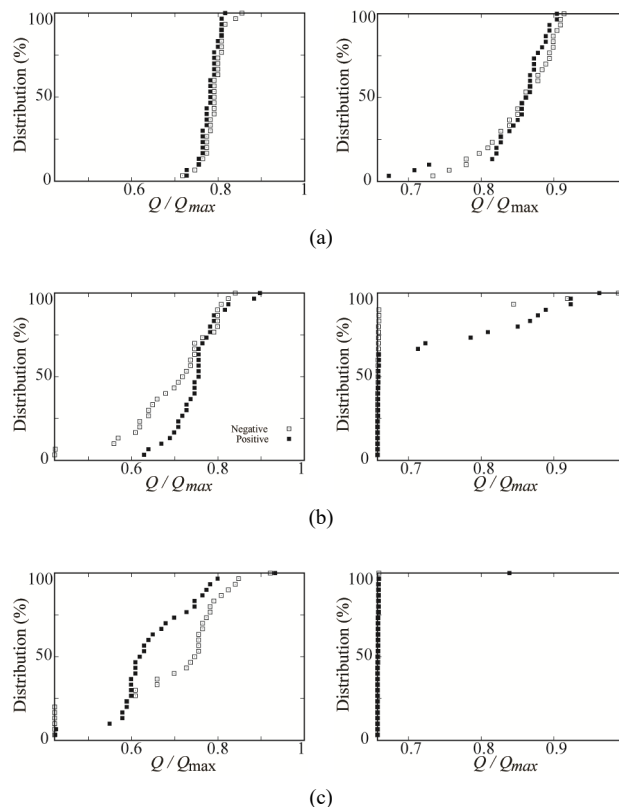 100
50
0
Distribution (%)
0.6 0.8 1
Q / Qmax
100
50
0
Distribution (%)
0.7 0.8 0.9
Q / Qmax
(a)
100
50
0
Distribution (%)
Negative
Positive
0.6 0.8 1
Q / Qmax
100
50
0
Distribution (%)
0.7 0.8 0.9
Q / Qmax
(b)
100
50
0
Distribution (%)
0.6 0.8 1
Q / Qmax
100
50
0
Distribution (%)
0.7 0.8 0.9
Q / Qmax
(c)